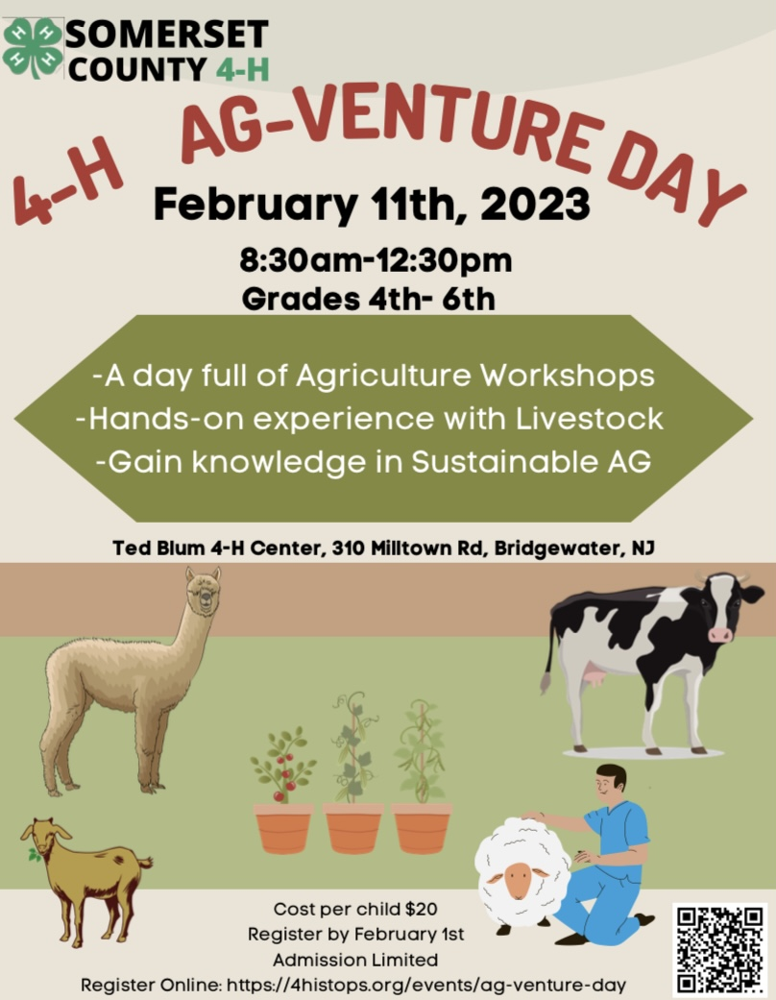 SOMERSET
COUNTY 4-H
H H
H H
4-H AG-VENTURE DAY
February 11th, 2023
8:30am-12:30pm
Grades 4th- 6th
-A day full of Agriculture Workshops
-Hands-on experience with Livestock
-Gain knowledge in Sustainable AG
Ted Blum 4-H Center, 310 Milltown Rd, Bridgewater, NJ
Cost per child $20
Register by February 1st
Admission Limited
Register Online: https://4histops.org/events/ag-venture-day